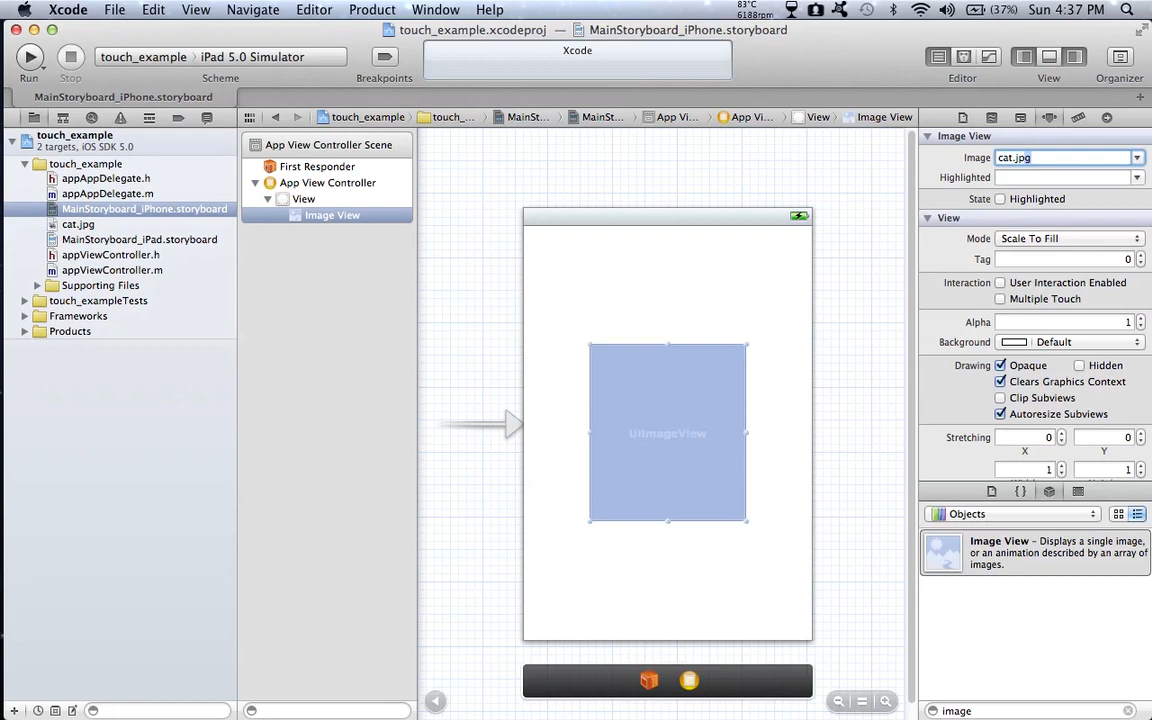 Xcode File Edit View Navigate Editor Product Window Help 83°C 6188rpm (37%) Sun 4:37 PM
touch_example.xcodeproj — MainStoryboard_iPhone.storyboard
touch_example iPad 5.0 Simulator
Xcode
Run Stop Scheme Breakpoints Editor View Organizer
MainStoryboard_iPhone.storyboard
touch_example touch_... MainSt... MainSt... App Vi... App Vi... View Image View
touch_example
2 targets, iOS SDK 5.0
touch_example
appAppDelegate.h
appAppDelegate.m
MainStoryboard_iPhone.storyboard
cat.jpg
MainStoryboard_iPad.storyboard
appViewController.h
appViewController.m
Supporting Files
touch_exampleTests
Frameworks
Products
App View Controller Scene
First Responder
App View Controller
View
Image View
UIImageView
Image View
Image cat.jpg
Highlighted
State Highlighted
View
Mode Scale To Fill
Tag 0
Interaction User Interaction Enabled
Multiple Touch
Alpha 1
Background Default
Drawing Opaque Hidden
Clears Graphics Context
Clip Subviews
Autoresize Subviews
Stretching 0 0
X Y
1 1
Objects
Image View – Displays a single image,
or an animation described by an array of
images.
image